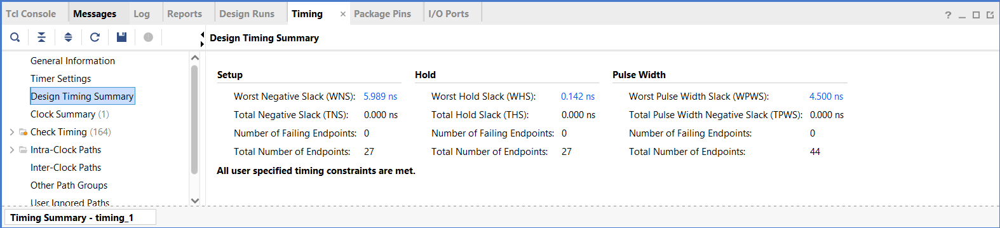 Tcl Console Messages Log Reports Design Runs Timing × Package Pins I/O Ports ?
Design Timing Summary
General Information
Timer Settings
Design Timing Summary
Clock Summary (1)
Check Timing (164)
Intra-Clock Paths
Inter-Clock Paths
Other Path Groups
User Ignored Paths
Setup Hold Pulse Width
Worst Negative Slack (WNS): 5.989 ns Worst Hold Slack (WHS): 0.142 ns Worst Pulse Width Slack (WPWS): 4.500 ns
Total Negative Slack (TNS): 0.000 ns Total Hold Slack (THS): 0.000 ns Total Pulse Width Negative Slack (TPWS): 0.000 ns
Number of Failing Endpoints: 0 Number of Failing Endpoints: 0 Number of Failing Endpoints: 0
Total Number of Endpoints: 27 Total Number of Endpoints: 27 Total Number of Endpoints: 44
All user specified timing constraints are met.
Timing Summary - timing_1